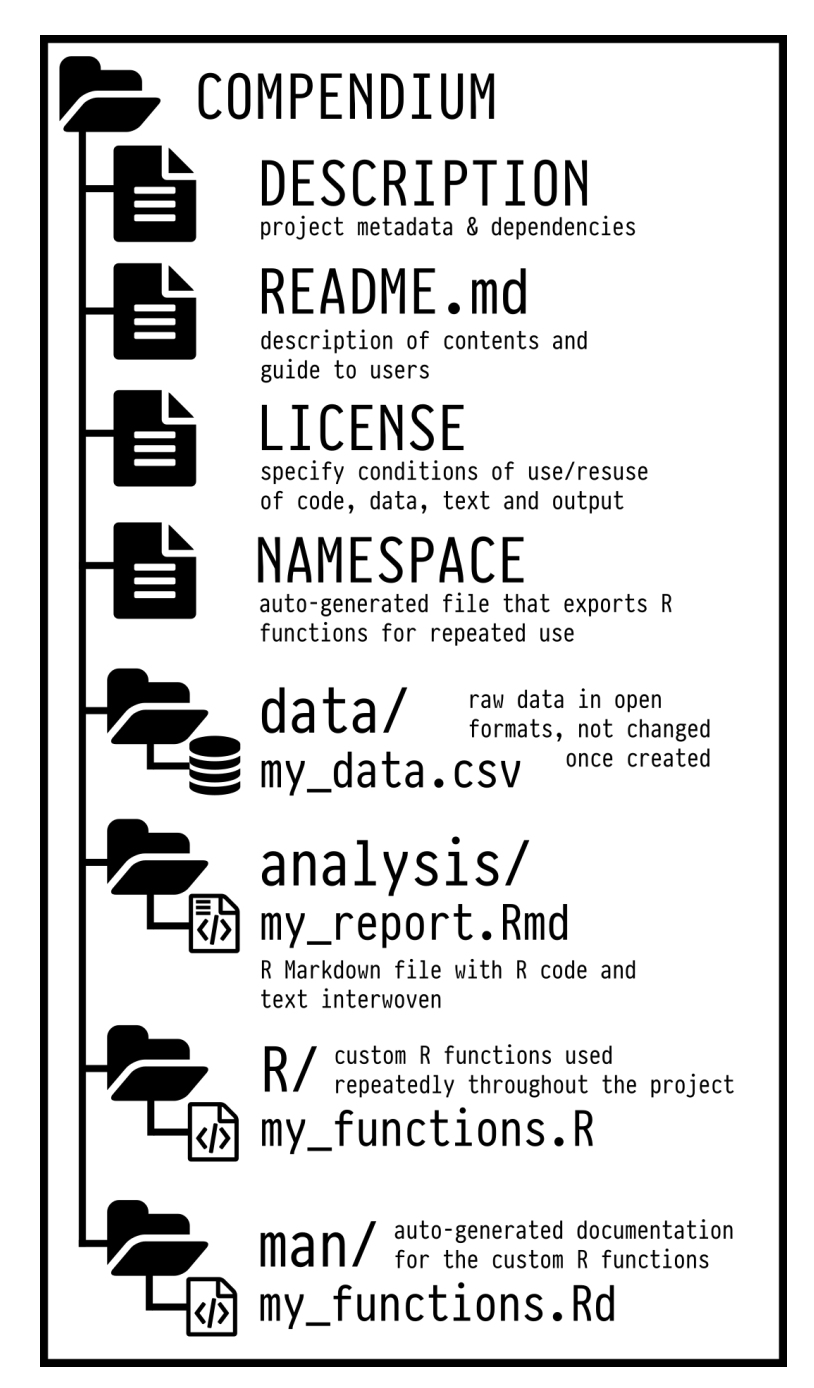 COMPENDIUM
DESCRIPTION
project metadata & dependencies
README.md
description of contents and
guide to users
LICENSE
specify conditions of use/resuse
of code, data, text and output
NAMESPACE
auto-generated file that exports R
functions for repeated use
data/
raw data in open
formats, not changed
once created
my_data.csv
analysis/
my_report.Rmd
R Markdown file with R code and
text interwoven
R/
custom R functions used
repeatedly throughout the project
my_functions.R
man/
auto-generated documentation
for the custom R functions
my_functions.Rd